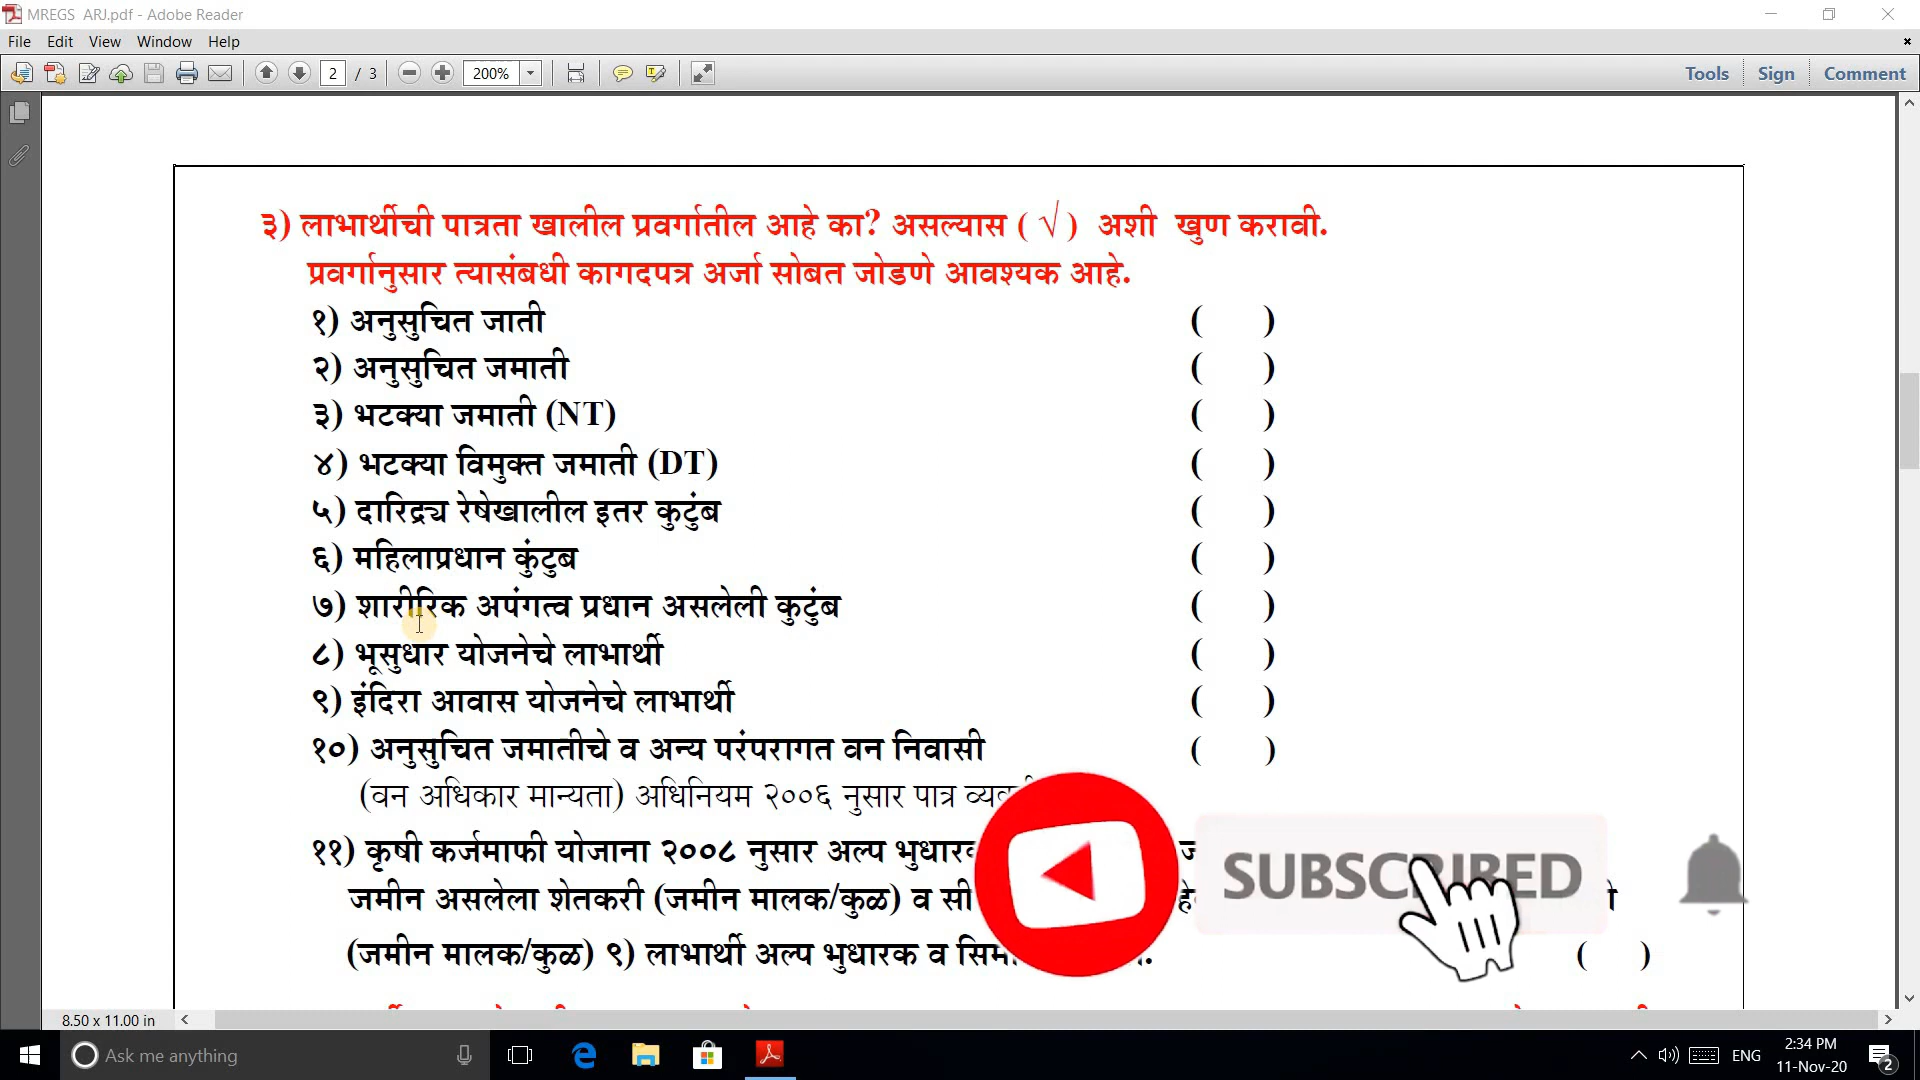 MREGS ARJ.pdf - Adobe Reader
File Edit View Window Help
2 / 3 200% Tools Sign Comment
३) लाभार्थीची पात्रता खालील प्रवर्गातील आहे का? असल्यास ( √ ) अशी खुण करावी.
प्रवर्गानुसार त्यासंबधी कागदपत्र अर्जा सोबत जोडणे आवश्यक आहे.
१) अनुसुचित जाती ( )
२) अनुसुचित जमाती ( )
३) भटक्या जमाती (NT) ( )
४) भटक्या विमुक्त जमाती (DT) ( )
५) दारिद्र्य रेषेखालील इतर कुटुंब ( )
६) महिलाप्रधान कुंटुब ( )
७) शारीरिक अपंगत्व प्रधान असलेली कुटुंब ( )
८) भूसुधार योजनेचे लाभार्थी ( )
९) इंदिरा आवास योजनेचे लाभार्थी ( )
१०) अनुसुचित जमातीचे व अन्य परंपरागत वन निवासी ( )
(वन अधिकार मान्यता) अधिनियम २००६ नुसार पात्र
११) कृषी कर्जमाफी योजाना २००८ नुसार अल्प
जमीन असलेला शेतकरी (जमीन मालक/कुळ) व
(जमीन मालक/कुळ) ९) लाभार्थी अल्प भुधारक व ( )
SUBSCRIBED
8.50 x 11.00 in
Ask me anything
ENG
2:34 PM
11-Nov-20
2